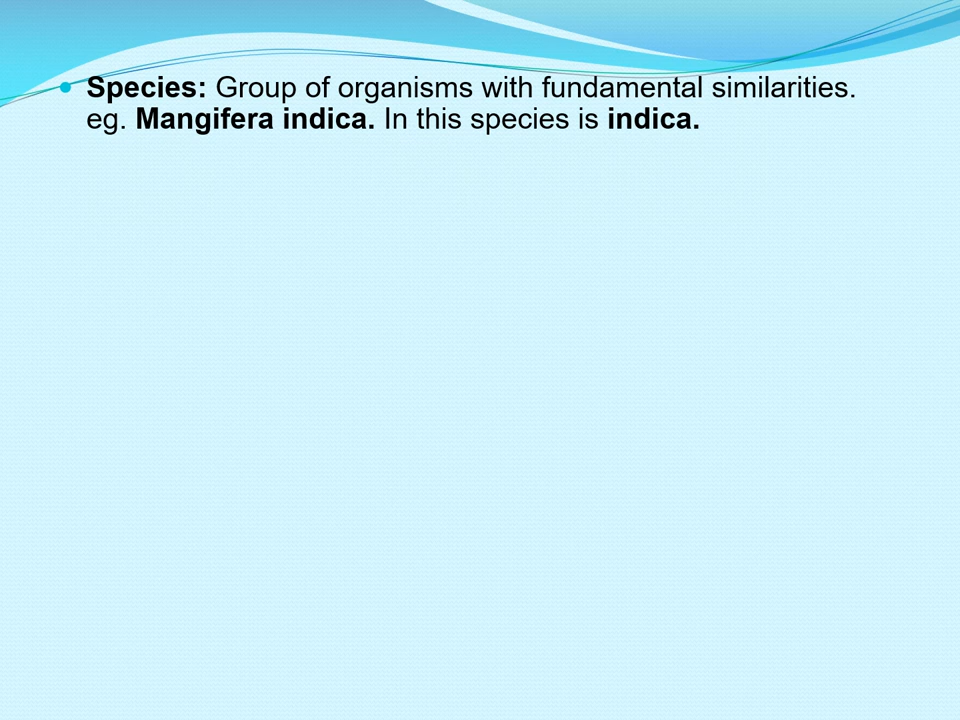 Species: Group of organisms with fundamental similarities.
eg. Mangifera indica. In this species is indica.